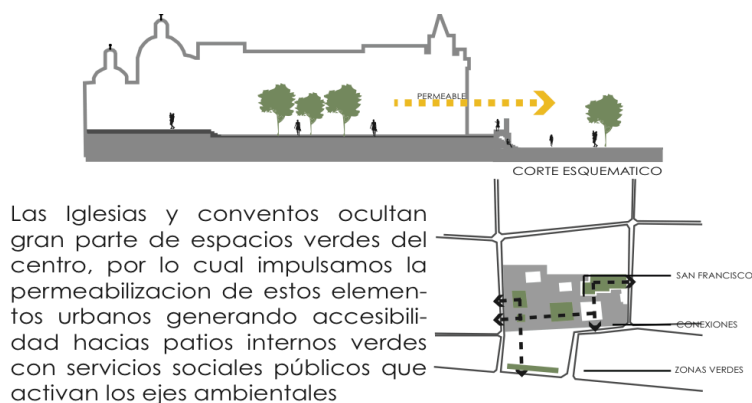 PERMEABLE
CORTE ESQUEMATICO
Las Iglesias y conventos ocultan
gran parte de espacios verdes del
centro, por lo cual impulsamos la
permeabilizacion de estos elemen-
tos urbanos generando accesibili-
dad hacias patios internos verdes
con servicios sociales públicos que
activan los ejes ambientales
SAN FRANCISCO
CONEXIONES
ZONAS VERDES